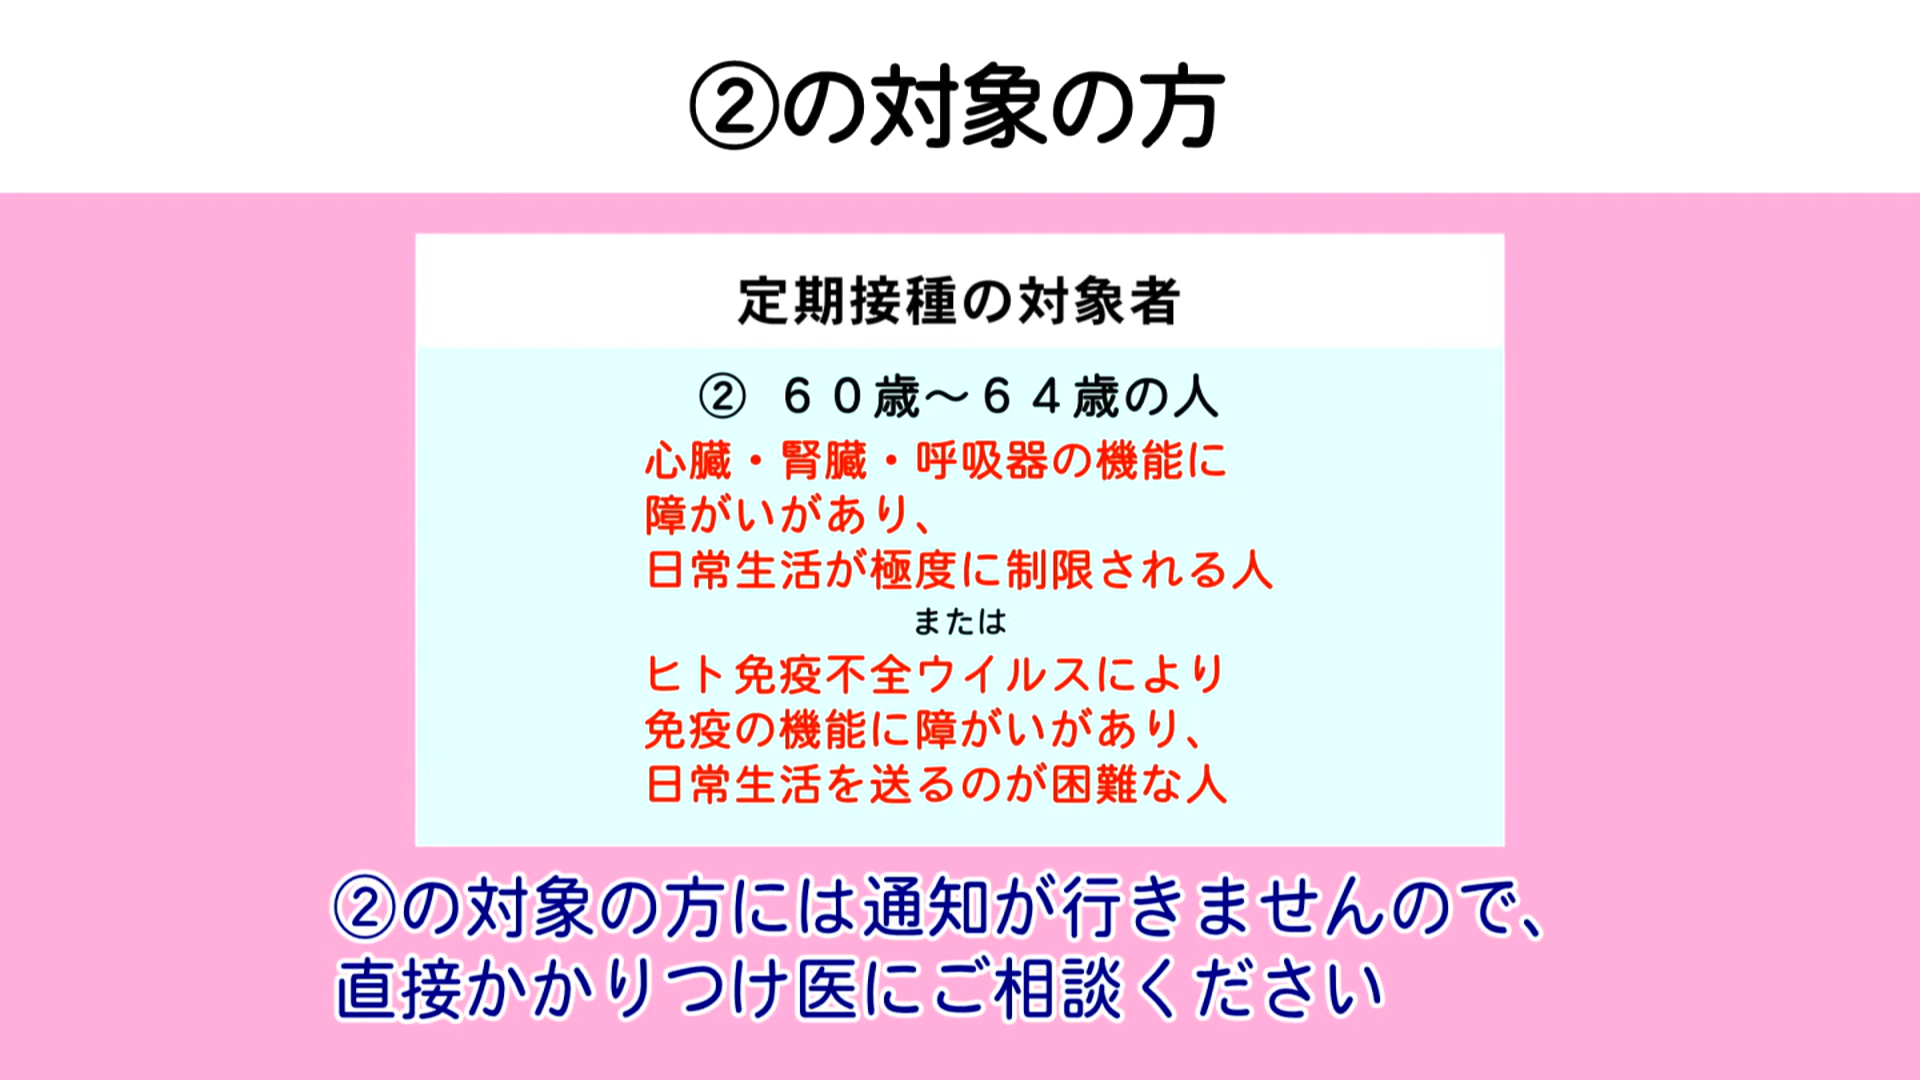 ②の対象の方
定期接種の対象者
② ６０歳～６４歳の人
心臓・腎臓・呼吸器の機能に
障がいがあり、
日常生活が極度に制限される人
または
ヒト免疫不全ウイルスにより
免疫の機能に障がいがあり、
日常生活を送るのが困難な人
②の対象の方には通知が行きませんので、
直接かかりつけ医にご相談ください